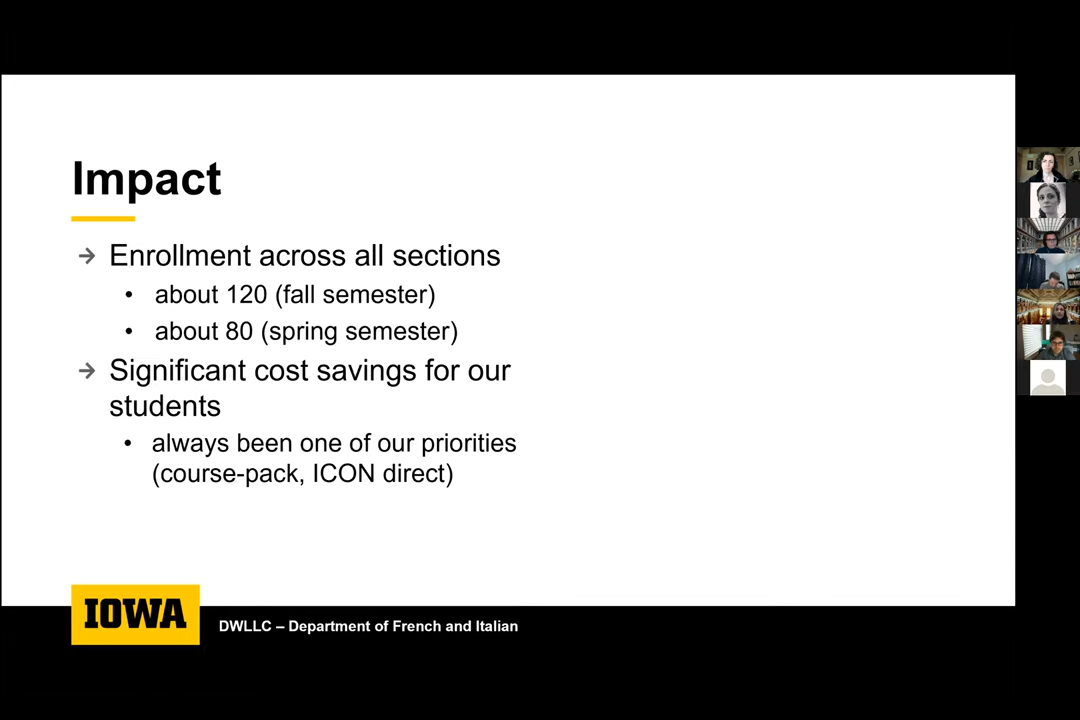 Impact
→ Enrollment across all sections
• about 120 (fall semester)
• about 80 (spring semester)
→ Significant cost savings for our
students
• always been one of our priorities
(course-pack, ICON direct)
IOWA
DWLLC – Department of French and Italian